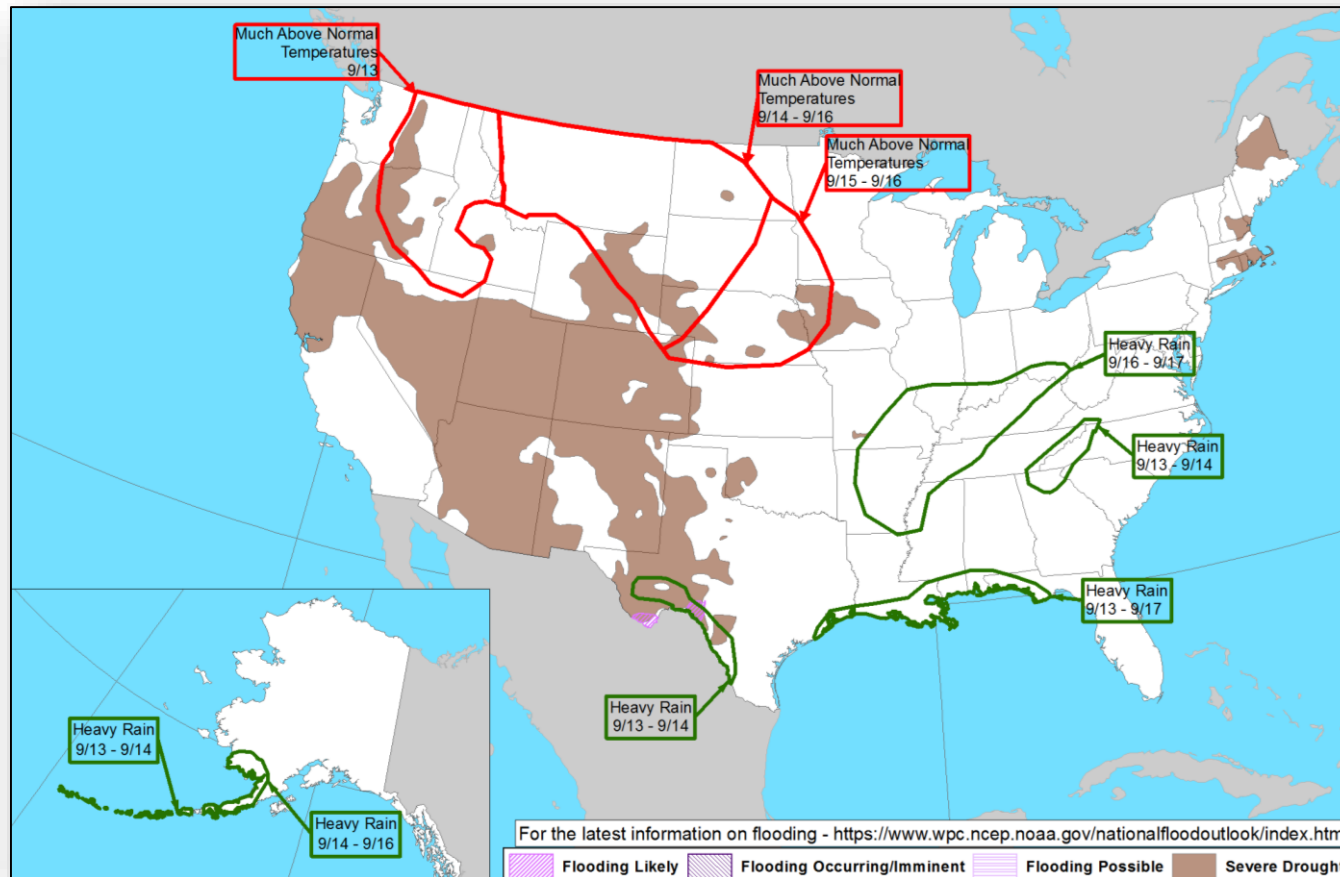 Much Above Normal
Temperatures
9/13
Much Above Normal
Temperatures
9/14 - 9/16
Much Above Normal
Temperatures
9/15 - 9/16
Heavy Rain
9/16 - 9/17
Heavy Rain
9/13 - 9/14
Heavy Rain
9/13 - 9/17
Heavy Rain
9/13 - 9/14
Heavy Rain
9/13 - 9/14
Heavy Rain
9/14 - 9/16
For the latest information on flooding - https://www.wpc.ncep.noaa.gov/nationalfloodoutlook/index.htm
Flooding Likely Flooding Occurring/Imminent Flooding Possible Severe Drough